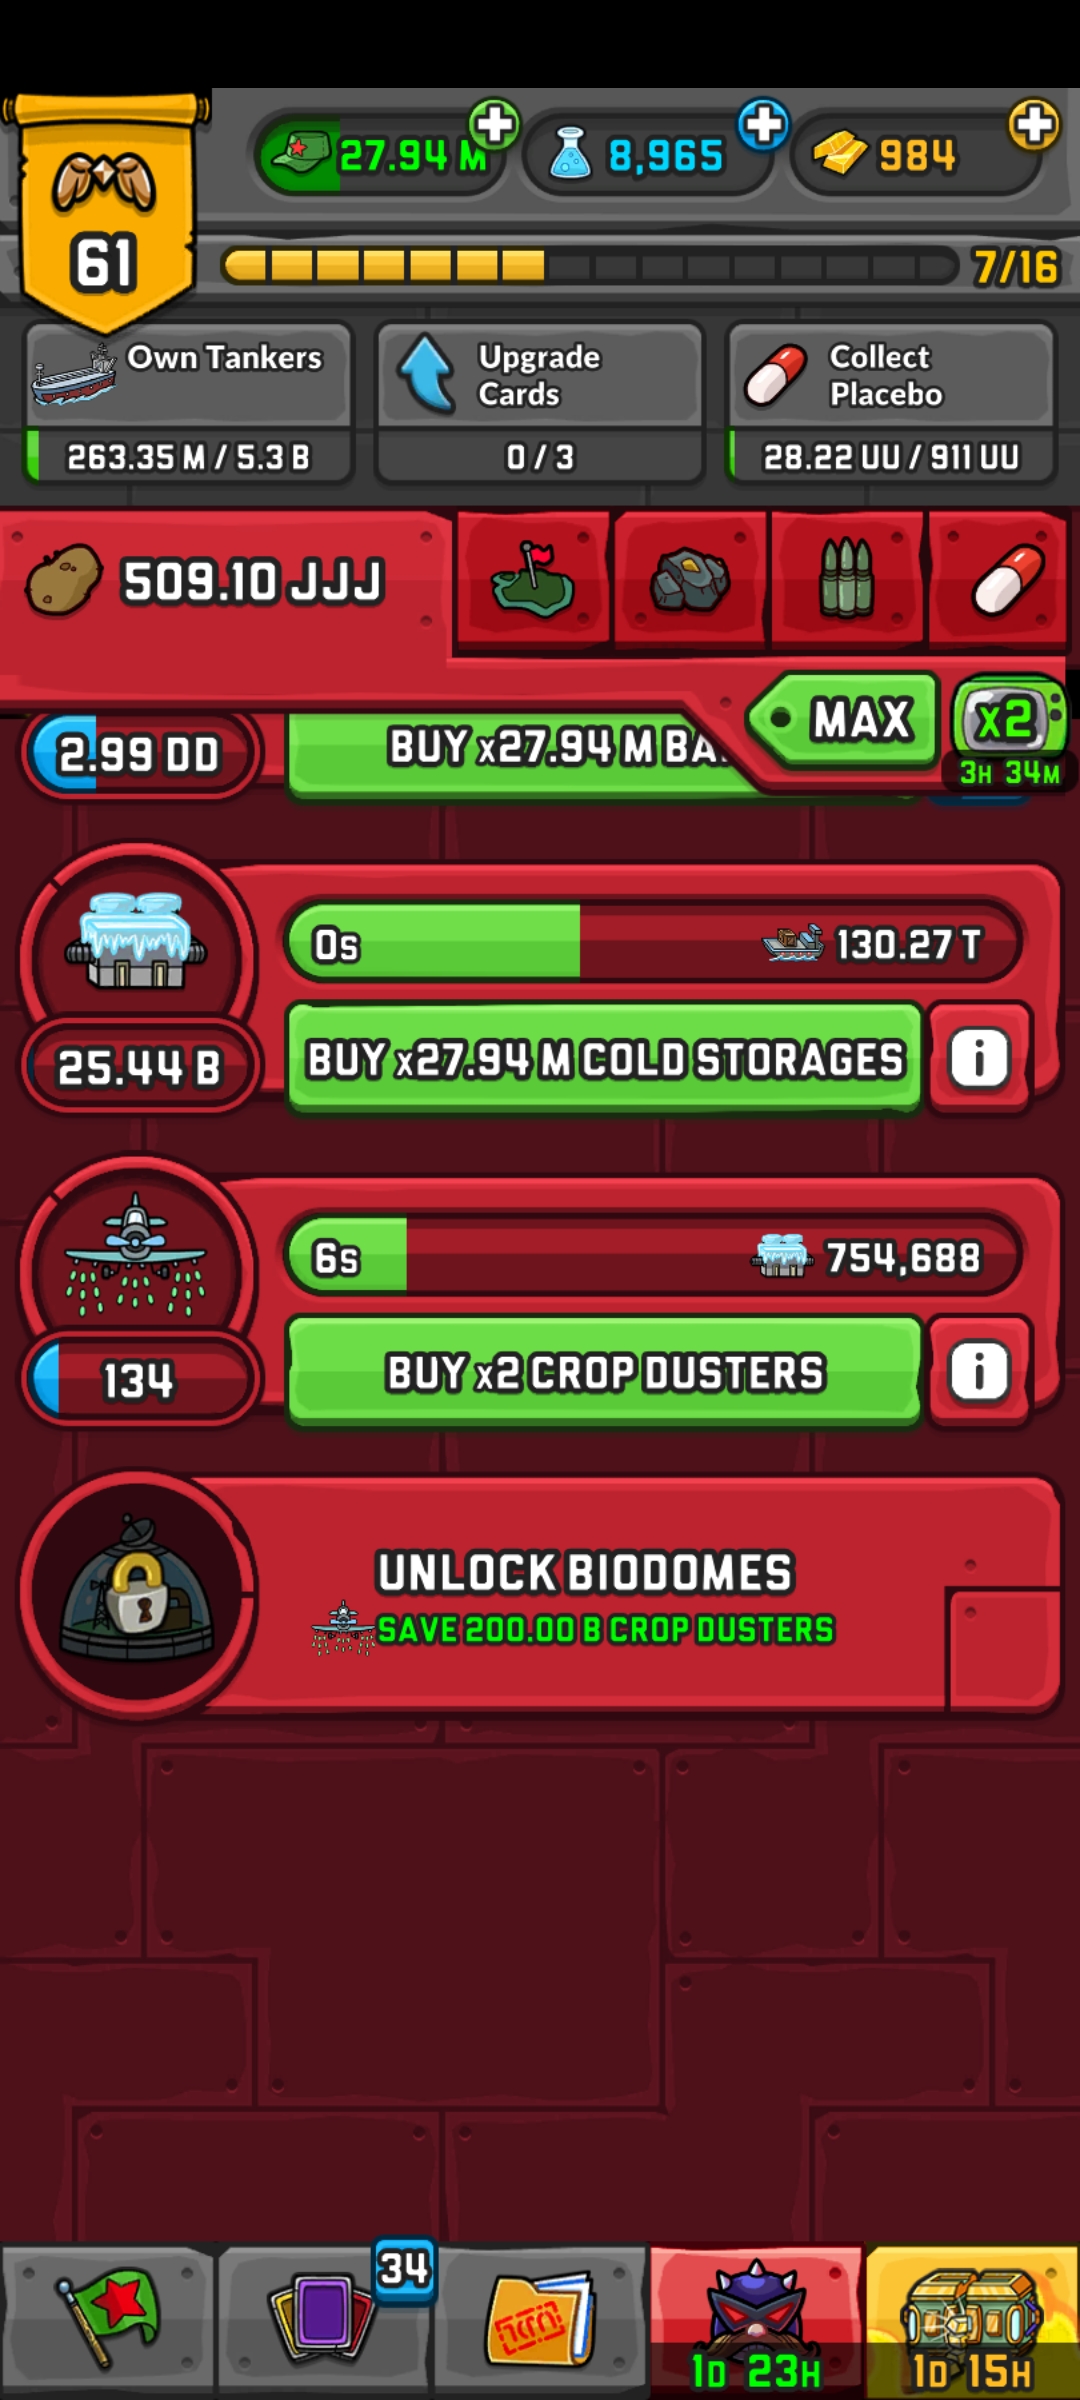 27.94 M
8,965
984
61
7/16
Own Tankers
263.35 M / 5.3 B
Upgrade
Cards
0 / 3
Collect
Placebo
28.22 UU / 911 UU
509.10 JJJ
MAX
x2
3H 34M
2.99 DD
BUY x27.94 M
0s
130.27 T
25.44 B
BUY x27.94 M COLD STORAGES
i
6s
754,688
134
BUY x2 CROP DUSTERS
i
UNLOCK BIODOMES
SAVE 200.00 B CROP DUSTERS
34
1D 23H
1D 15H